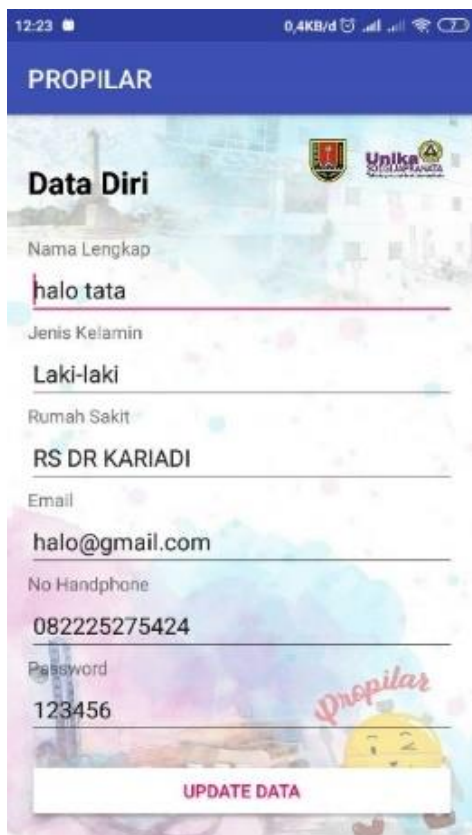 12:23
0,4KB/d
PROPILAR
Unika
SOEGIJAPRANATA
Data Diri
Nama Lengkap
halo tata
Jenis Kelamin
Laki-laki
Rumah Sakit
RS DR KARIADI
Email
halo@gmail.com
No Handphone
082225275424
Password
123456
Propilar
UPDATE DATA